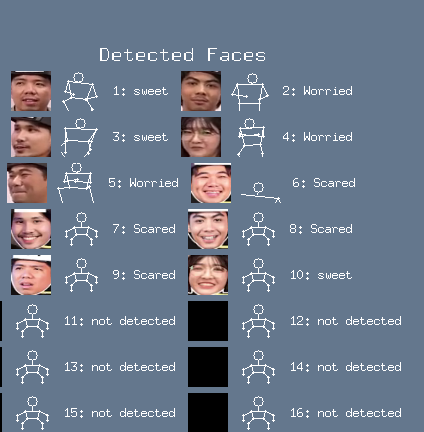 Detected Faces
1: sweet 2: Worried
3: sweet 4: Worried
5: Worried 6: Scared
7: Scared 8: Scared
9: Scared 10: sweet
11: not detected 12: not detected
13: not detected 14: not detected
15: not detected 16: not detected